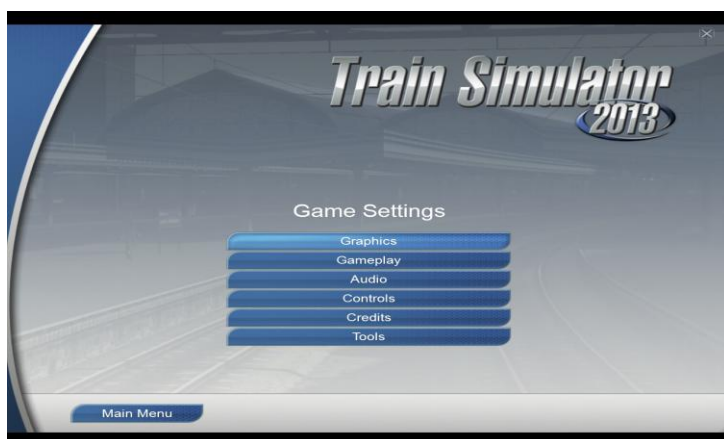 Train Simulator
2013
Game Settings
Graphics
Gameplay
Audio
Controls
Credits
Tools
Main Menu